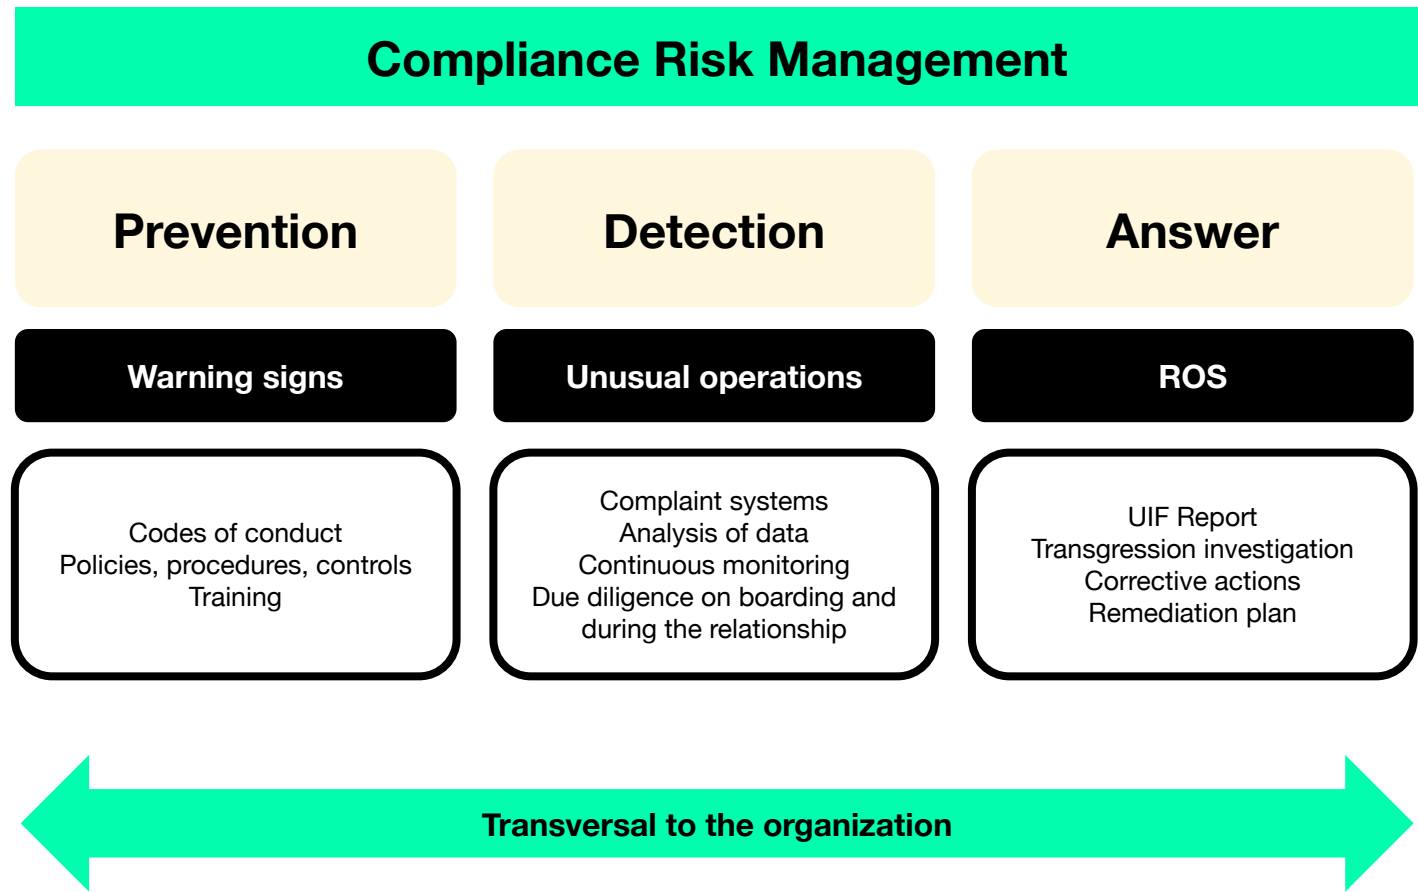 Compliance Risk Management
Prevention
Detection
Answer
Warning signs
Unusual operations
ROS
Codes of conduct
Policies, procedures, controls
Training
Complaint systems
Analysis of data
Continuous monitoring
Due diligence on boarding and
during the relationship
UIF Report
Transgression investigation
Corrective actions
Remediation plan
Transversal to the organization